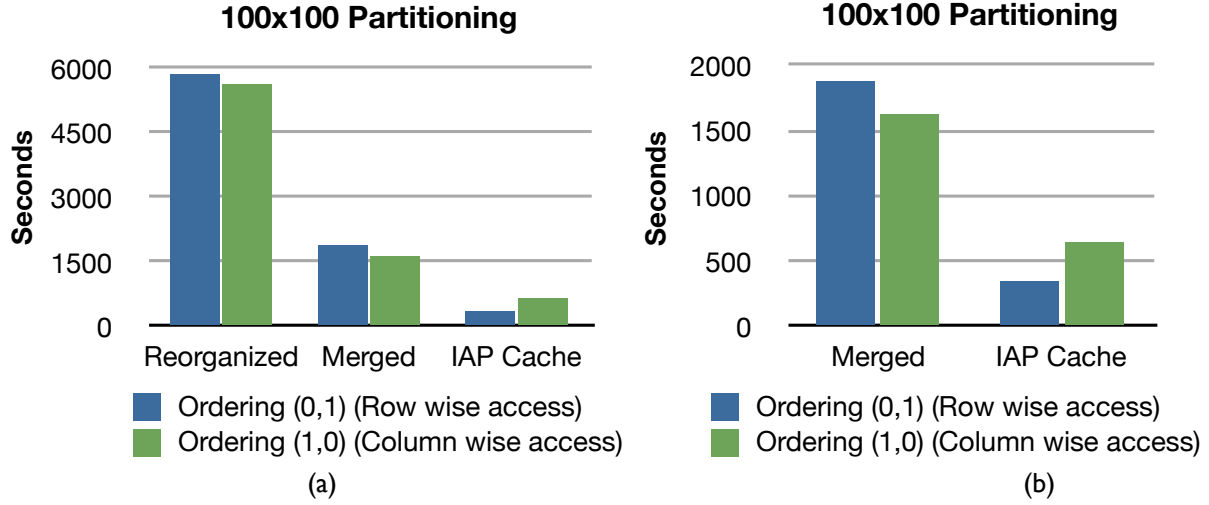 100x100 Partitioning
6000
4500
3000
1500
0
Seconds
Reorganized Merged IAP Cache
Ordering (0,1) (Row wise access)
Ordering (1,0) (Column wise access)
(a)
100x100 Partitioning
2000
1500
1000
500
0
Seconds
Merged IAP Cache
Ordering (0,1) (Row wise access)
Ordering (1,0) (Column wise access)
(b)